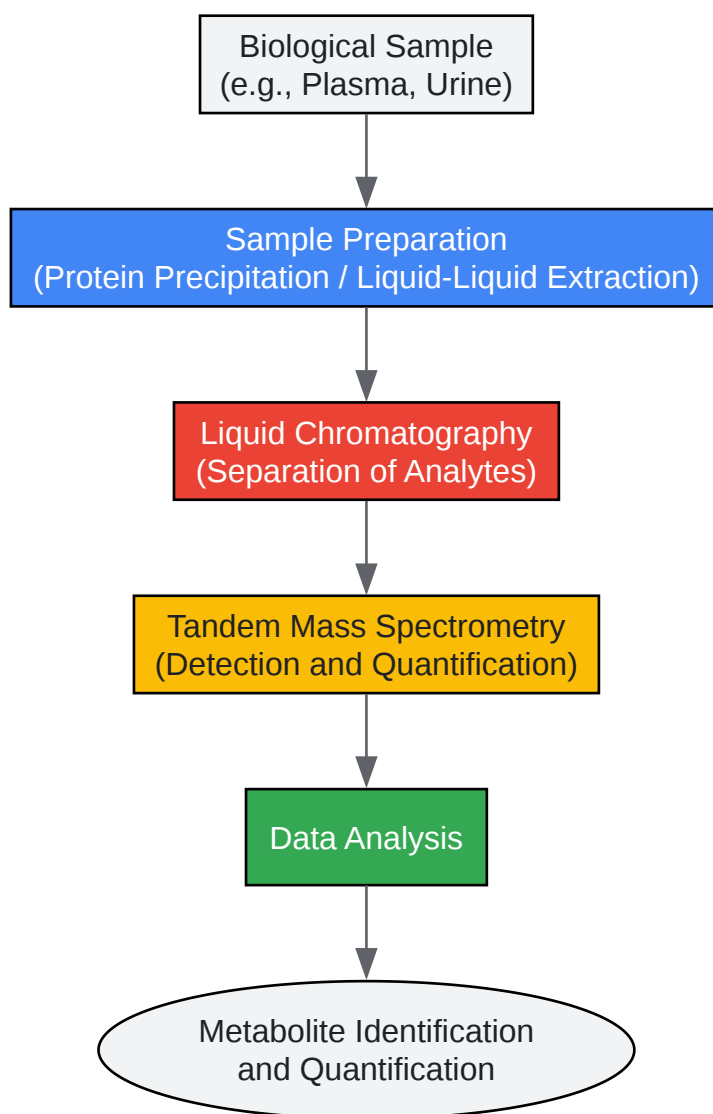 Biological Sample
(e.g., Plasma, Urine)
Sample Preparation
(Protein Precipitation / Liquid-Liquid Extraction)
Liquid Chromatography
(Separation of Analytes)
Tandem Mass Spectrometry
(Detection and Quantification)
Data Analysis
Metabolite Identification
and Quantification